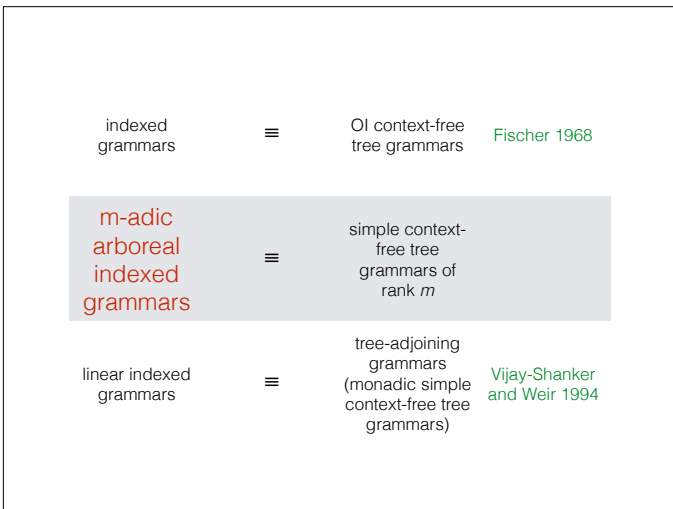 indexed
grammars
≡
OI context-free
tree grammars
Fischer 1968
m-adic
arboreal
indexed
grammars
≡
simple context-
free tree
grammars of
rank m
linear indexed
grammars
≡
tree-adjoining
grammars
(monadic simple
context-free tree
grammars)
Vijay-Shanker
and Weir 1994